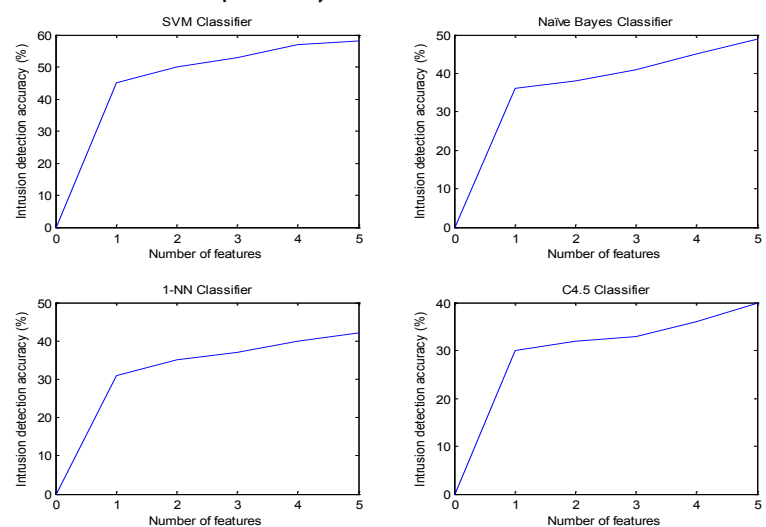 SVM Classifier
Intrusion detection accuracy (%)
60
50
40
30
20
10
0
0 1 2 3 4 5
Number of features
Naïve Bayes Classifier
Intrusion detection accuracy (%)
50
40
30
20
10
0
0 1 2 3 4 5
Number of features
1-NN Classifier
Intrusion detection accuracy (%)
50
40
30
20
10
0
0 1 2 3 4 5
Number of features
C4.5 Classifier
Intrusion detection accuracy (%)
40
30
20
10
0
0 1 2 3 4 5
Number of features